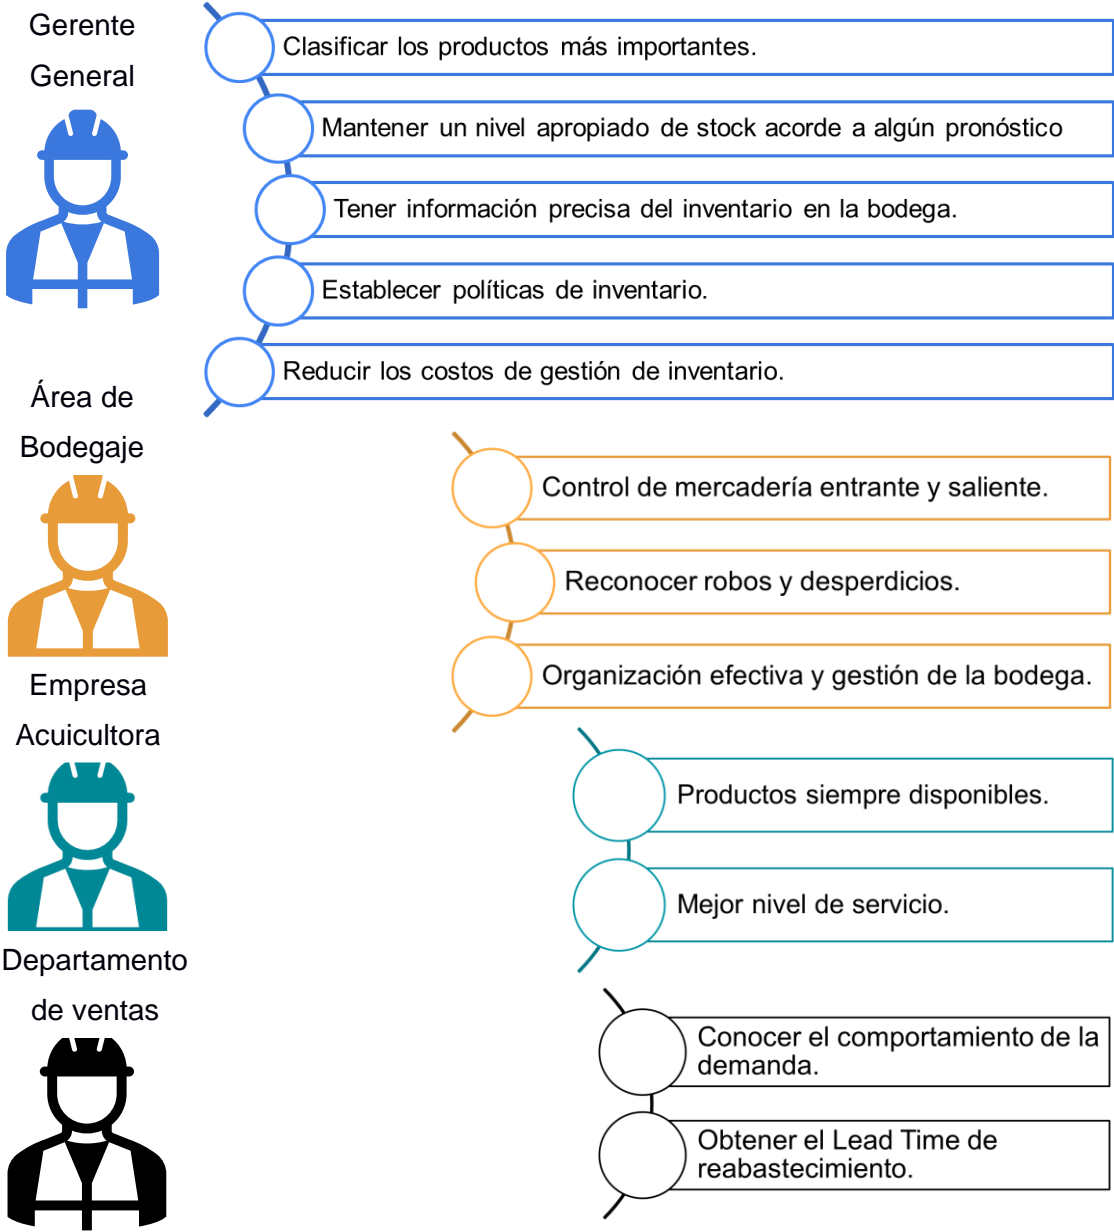 Gerente
General
Clasificar los productos más importantes.
Mantener un nivel apropiado de stock acorde a algún pronóstico
Tener información precisa del inventario en la bodega.
Establecer políticas de inventario.
Reducir los costos de gestión de inventario.
Área de
Bodegaje
Control de mercadería entrante y saliente.
Reconocer robos y desperdicios.
Organización efectiva y gestión de la bodega.
Empresa
Acuicultora
Productos siempre disponibles.
Mejor nivel de servicio.
Departamento
de ventas
Conocer el comportamiento de la
demanda.
Obtener el Lead Time de
reabastecimiento.